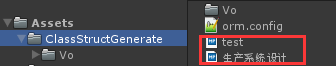 Assets
ClassStructGenerate
Vo
Vo
orm.config
test
生产系统设计